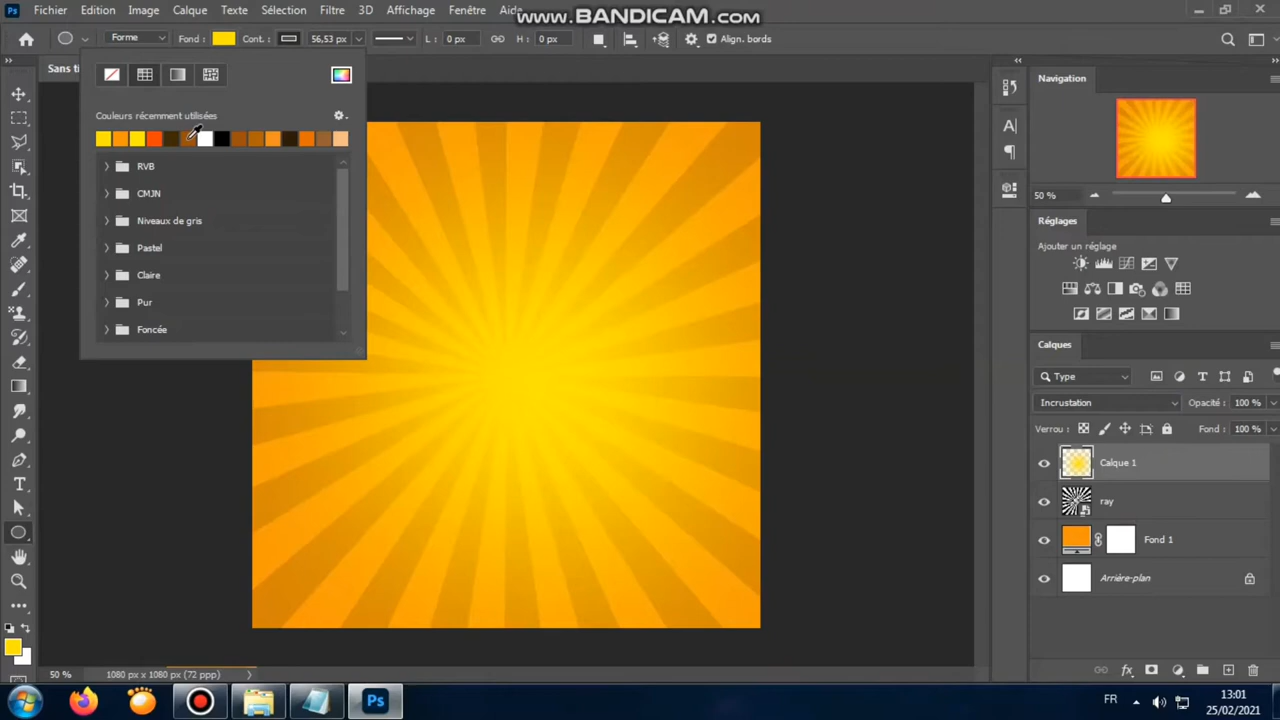 Ps Fichier Edition Image Calque Texte Sélection Filtre 3D Affichage Fenêtre Aide
www.BANDICAM.com
Forme Fond : Cont. : 56,53 px L : 0 px H : 0 px Align. bords
Sans ti
Couleurs récemment utilisées
RVB
CMJN
Niveaux de gris
Pastel
Claire
Pur
Foncée
Navigation
50 %
Réglages
Ajouter un réglage
Calques
Type
Incrustation Opacité : 100 %
Verrou : Fond : 100 %
Calque 1
ray
Fond 1
Arrière-plan
50 % 1080 px x 1080 px (72 ppp)
Ps FR 13:01
25/02/2021